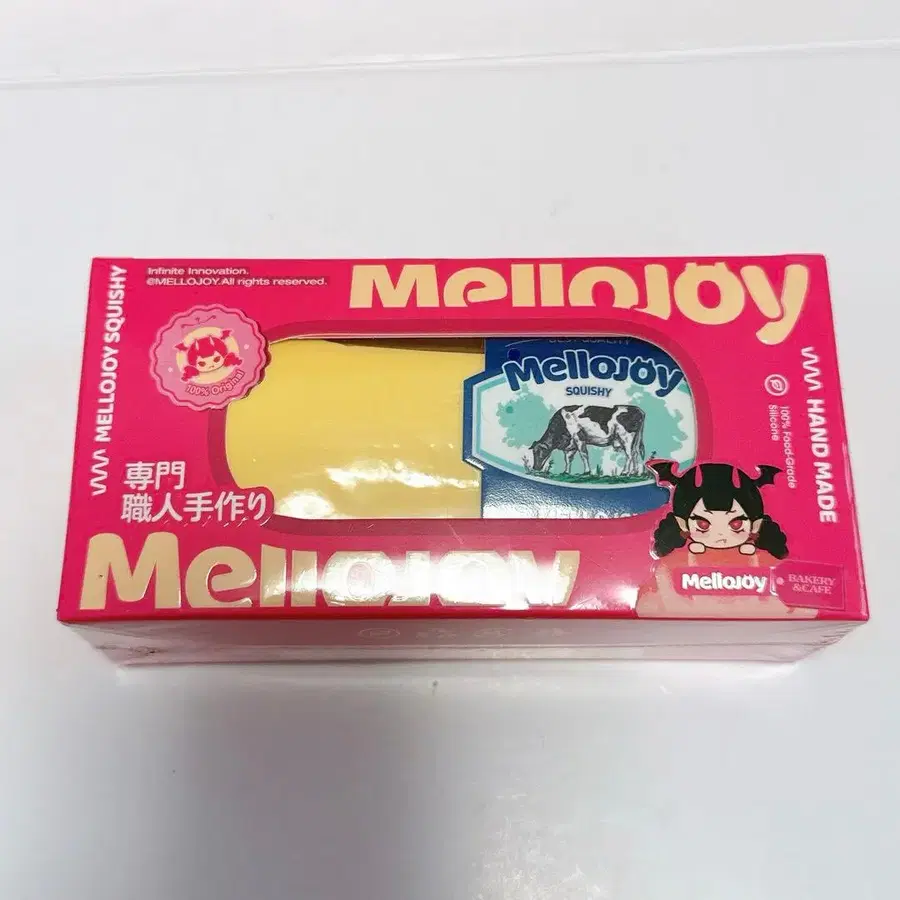 Infinite Innovation.
©MELLOJOY.All rights reserved.
Mellojoy
MELLOJOY SQUISHY
100% Original
Mellojoy
SQUISHY
HAND MADE
100% Food-Grade
Silicone
専門
職人手作り
Mellojoy
Mellojoy
BAKERY
&CAFE